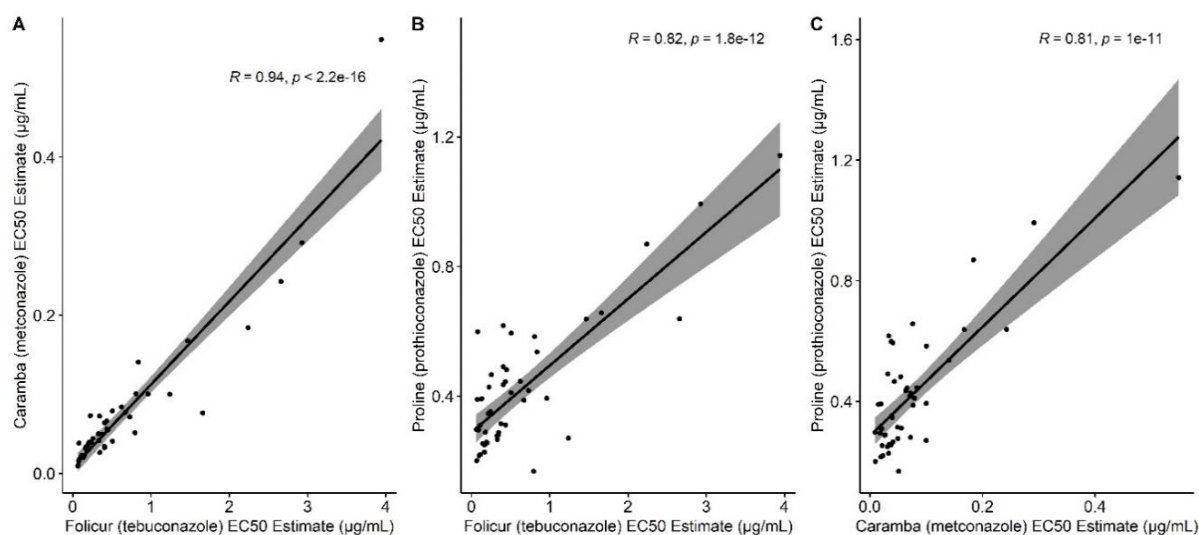 A
R = 0.94, p < 2.2e-16
Caramba (metconazole) EC50 Estimate (µg/mL)
0.4
0.2
0.0
0 1 2 3 4
Folicur (tebuconazole) EC50 Estimate (µg/mL)
B
R = 0.82, p = 1.8e-12
Proline (prothioconazole) EC50 Estimate (µg/mL)
1.2
0.8
0.4
0 1 2 3 4
Folicur (tebuconazole) EC50 Estimate (µg/mL)
C
R = 0.81, p = 1e-11
Proline (prothioconazole) EC50 Estimate (µg/mL)
1.6
1.2
0.8
0.4
0.0
0.0 0.2 0.4
Caramba (metconazole) EC50 Estimate (µg/mL)